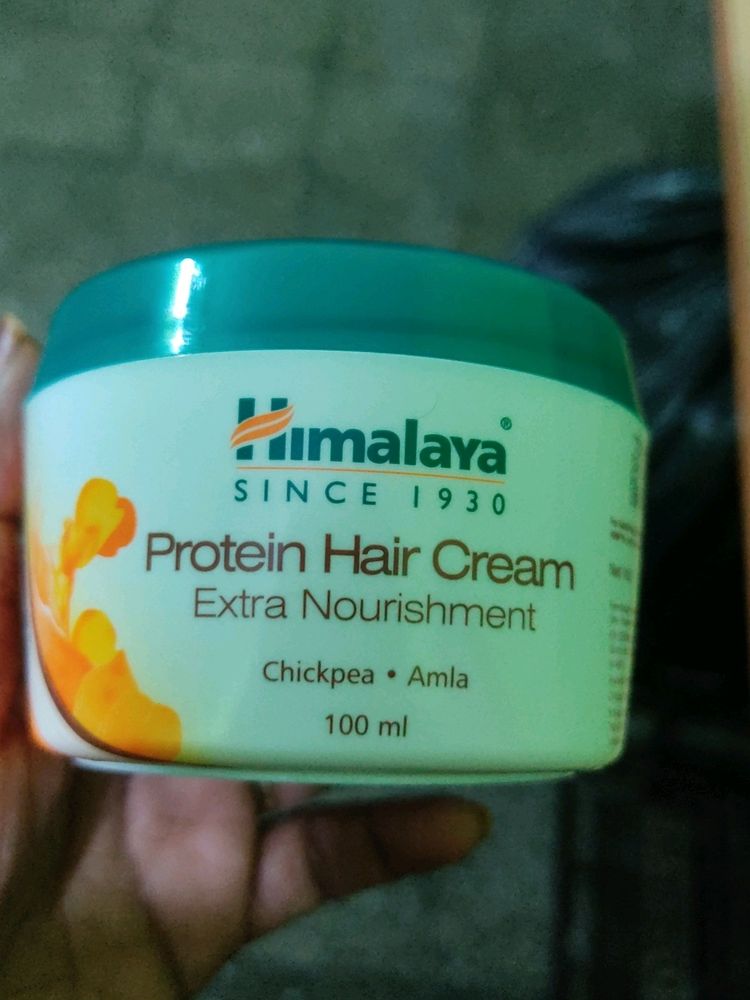 Himalaya®
SINCE 1930
Protein Hair Cream
Extra Nourishment
Chickpea • Amla
100 ml